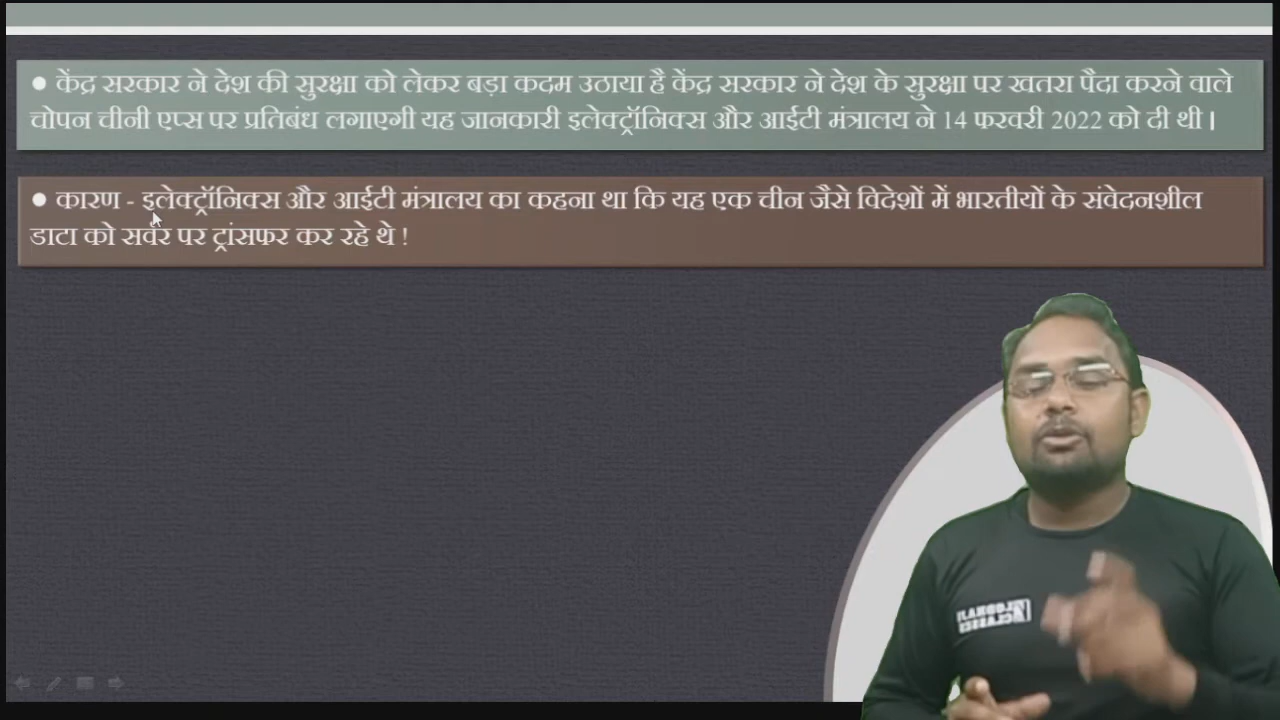 ● केंद्र सरकार ने देश की सुरक्षा को लेकर बड़ा कदम उठाया है केंद्र सरकार ने देश के सुरक्षा पर खतरा पैदा करने वाले
चोपन चीनी एप्स पर प्रतिबंध लगाएगी यह जानकारी इलेक्ट्रॉनिक्स और आईटी मंत्रालय ने 14 फरवरी 2022 को दी थी |
● कारण - इलेक्ट्रॉनिक्स और आईटी मंत्रालय का कहना था कि यह एक चीन जैसे विदेशों में भारतीयों के संवेदनशील
डाटा को सर्वर पर ट्रांसफर कर रहे थे !